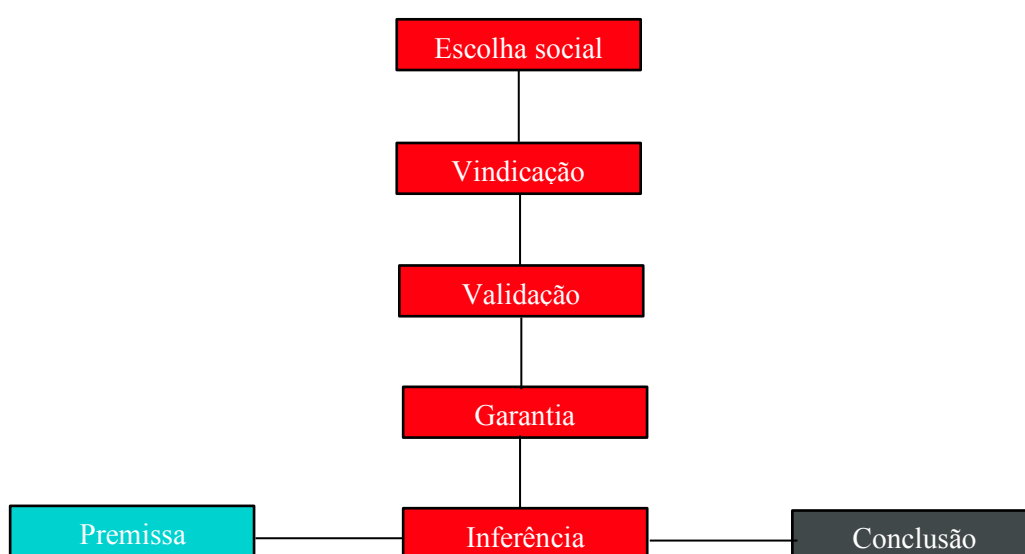 Escolha social
Vindicação
Validação
Garantia
Premissa
Inferência
Conclusão